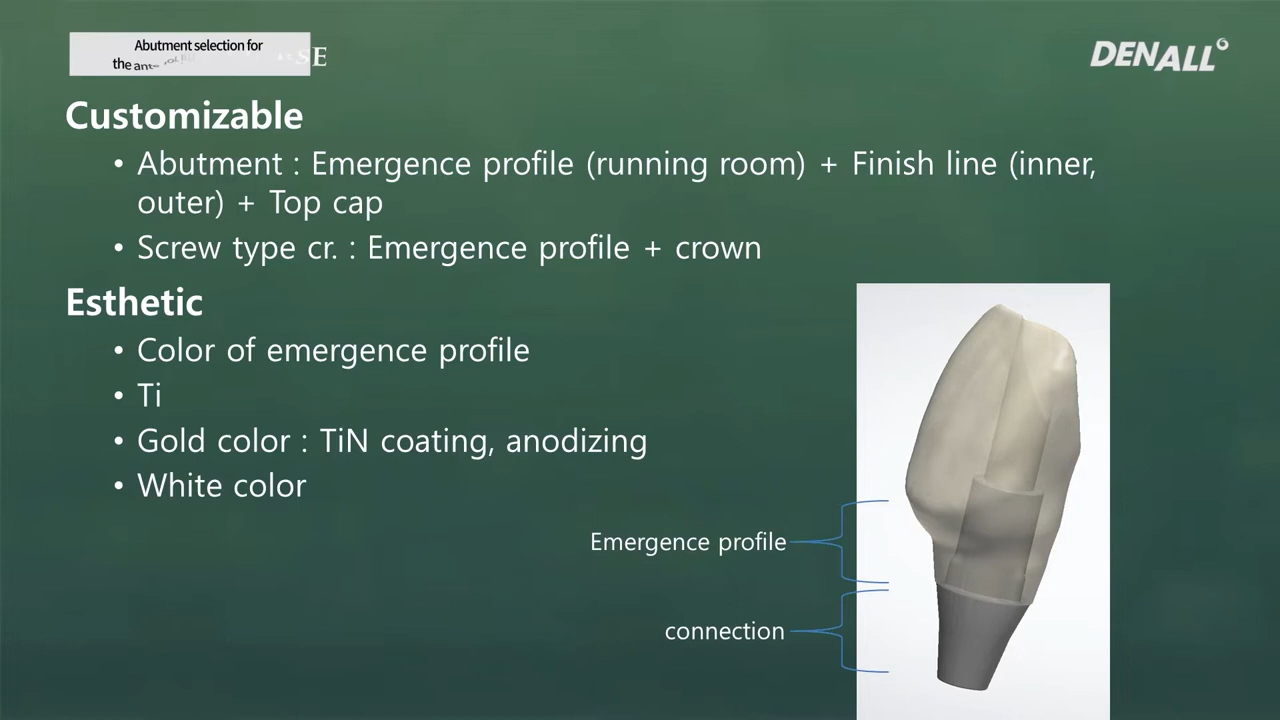 Abutment selection for
the
SE
DENALL
Customizable
• Abutment : Emergence profile (running room) + Finish line (inner,
outer) + Top cap
• Screw type cr. : Emergence profile + crown
Esthetic
• Color of emergence profile
• Ti
• Gold color : TiN coating, anodizing
• White color
Emergence profile
connection